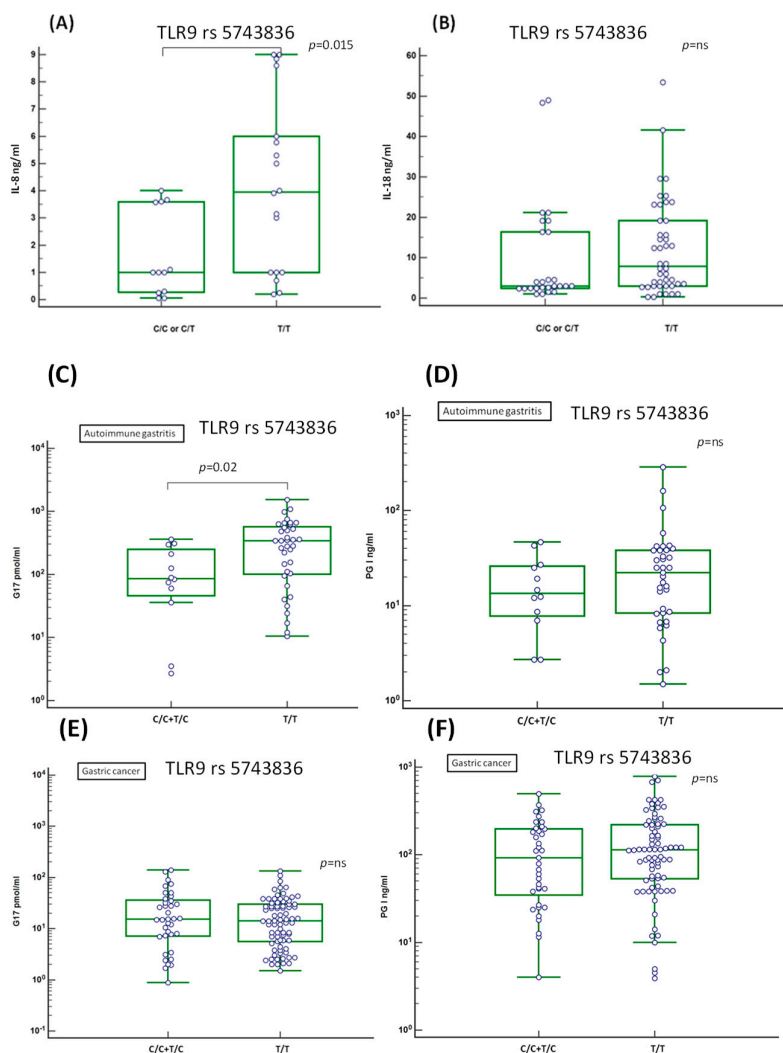 (A)
TLR9 rs 5743836
p=0.015
IL-8 ng/ml
9
8
7
6
5
4
3
2
1
0
C/C or C/T
T/T
(B)
TLR9 rs 5743836
p=ns
IL-18 ng/ml
60
50
40
30
20
10
0
C/C or C/T
T/T
(C)
Autoimmune gastritis
TLR9 rs 5743836
p=0.02
G17 pmol/ml
10⁴
10³
10²
10¹
10⁰
C/C+T/C
T/T
(D)
Autoimmune gastritis
TLR9 rs 5743836
p=ns
PG I ng/ml
10³
10²
10¹
10⁰
C/C+T/C
T/T
(E)
Gastric cancer
TLR9 rs 5743836
p=ns
G17 pmol/ml
10⁴
10³
10²
10¹
10⁰
10⁻¹
C/C+T/C
T/T
(F)
Gastric cancer
TLR9 rs 5743836
p=ns
PG I ng/ml
10³
10²
10¹
10⁰
C/C+T/C
T/T